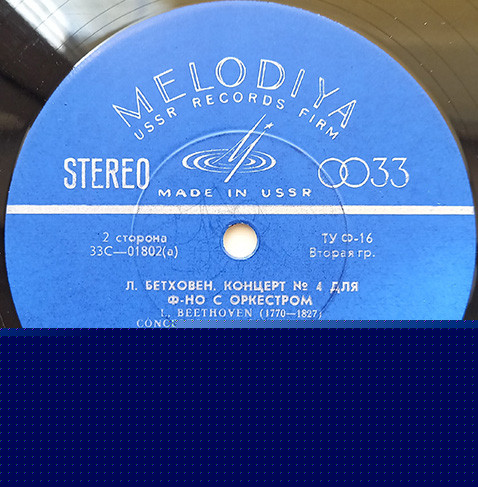 MELODIYA
USSR RECORDS FIRM
STEREO
33
MADE IN USSR
2 сторона
33С—01802(а)
ТУ Ф-16
Вторая гр.
Л. БЕТХОВЕН. КОНЦЕРТ № 4 ДЛЯ
Ф-НО С ОРКЕСТРОМ
L. BEETHOVEN (1770—1827)